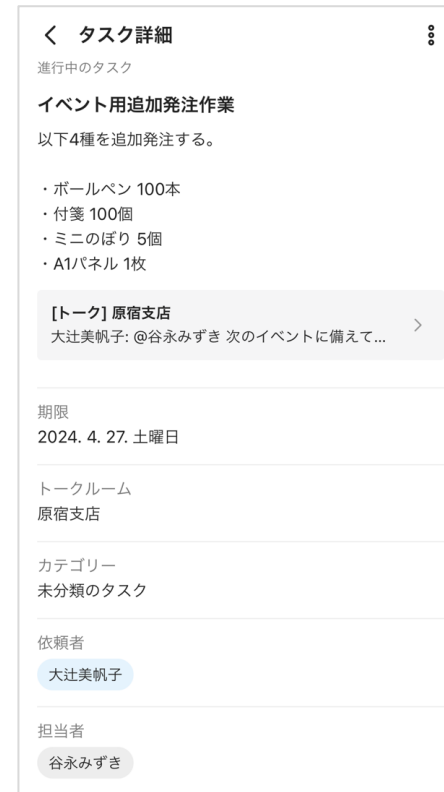 タスク詳細
進行中のタスク
イベント用追加発注作業
以下4種を追加発注する。
・ボールペン 100本
・付箋 100個
・ミニのぼり 5個
・A1パネル 1枚
[トーク] 原宿支店
大辻美帆子: @谷永みずき 次のイベントに備えて...
期限
2024. 4. 27. 土曜日
トークルーム
原宿支店
カテゴリー
未分類のタスク
依頼者
大辻美帆子
担当者
谷永みずき